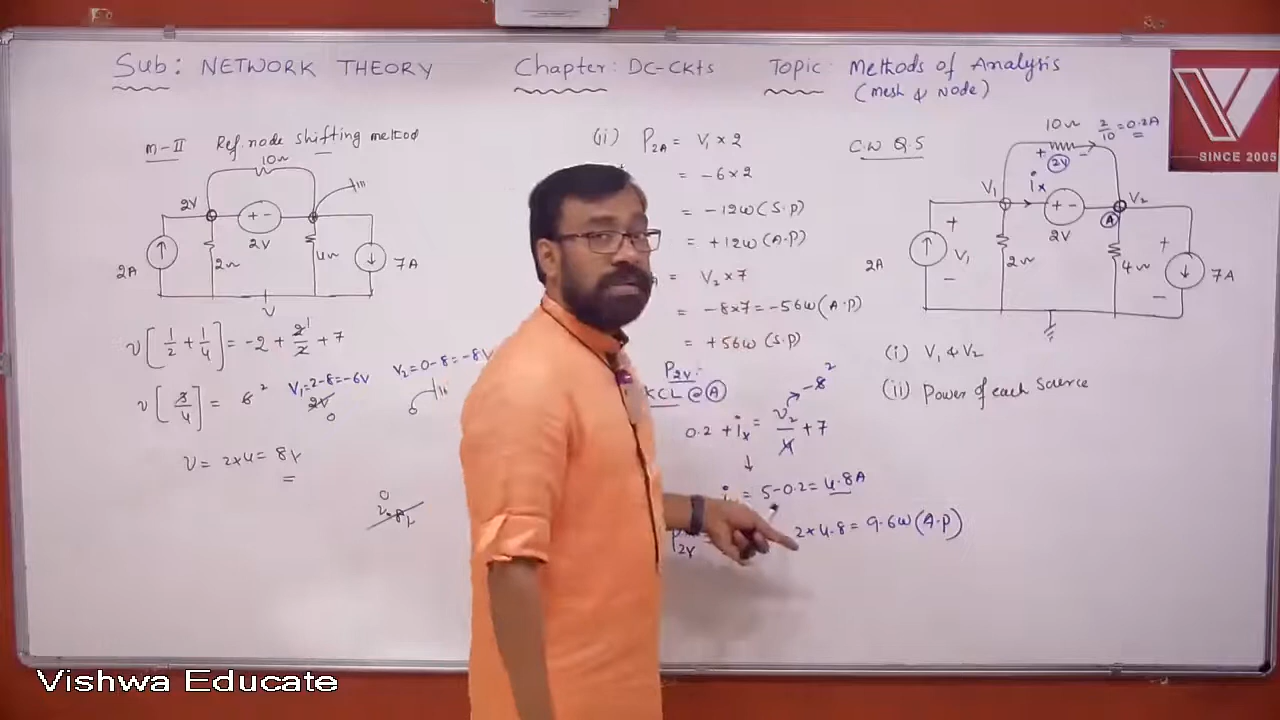 Sub: NETWORK THEORY Chapter: DC-CKts Topic: Methods of Analysis
(mesh & Node)
SINCE 2005
M-II Ref node shifting method
10Ω
2V
+ -
2V
2A
2Ω
4Ω
7A
V
v[1/2 + 1/4] = -2 + 2/2 + 7
v[3/4] = 6
V1=2-8=-6V
V2=0-8=-8V
2V
0
v = 2×4 = 8V
0
(ii) P2A = V1 × 2
= -6×2
= -12W (S.P)
= +12W (A.P)
= V2 × 7
= -8×7 = -56W (A.P)
= +56W (S.P)
P2V:-
KCL @ A
0.2 + ix = V2/4 + 7
-8
= 5-0.2 = 4.8A
P2V
2×4.8 = 9.6W (A.P)
C.W Q.5
10Ω 2/10 = 0.2A
+ 2V -
V1 ix V2
+ -
2V
A
2A
+ V1 -
2Ω
4Ω
+ -
7A
(i) V1 & V2
(ii) Power of each Source
Vishwa Educate